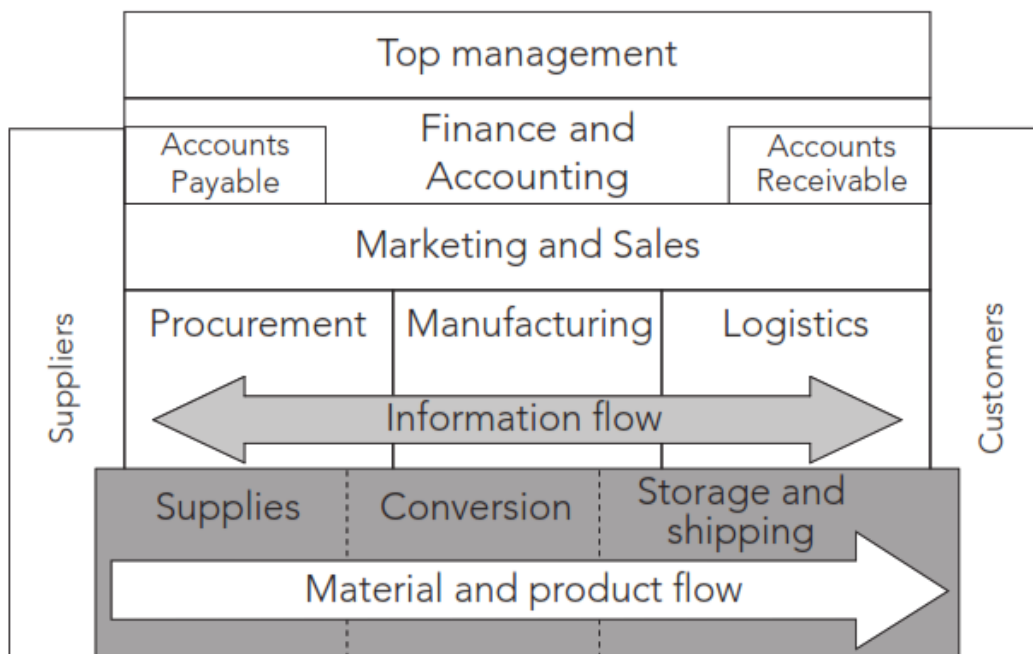 Top management
Accounts
Payable
Finance and
Accounting
Accounts
Receivable
Marketing and Sales
Suppliers
Procurement
Manufacturing
Logistics
Customers
Information flow
Supplies
Conversion
Storage and
shipping
Material and product flow